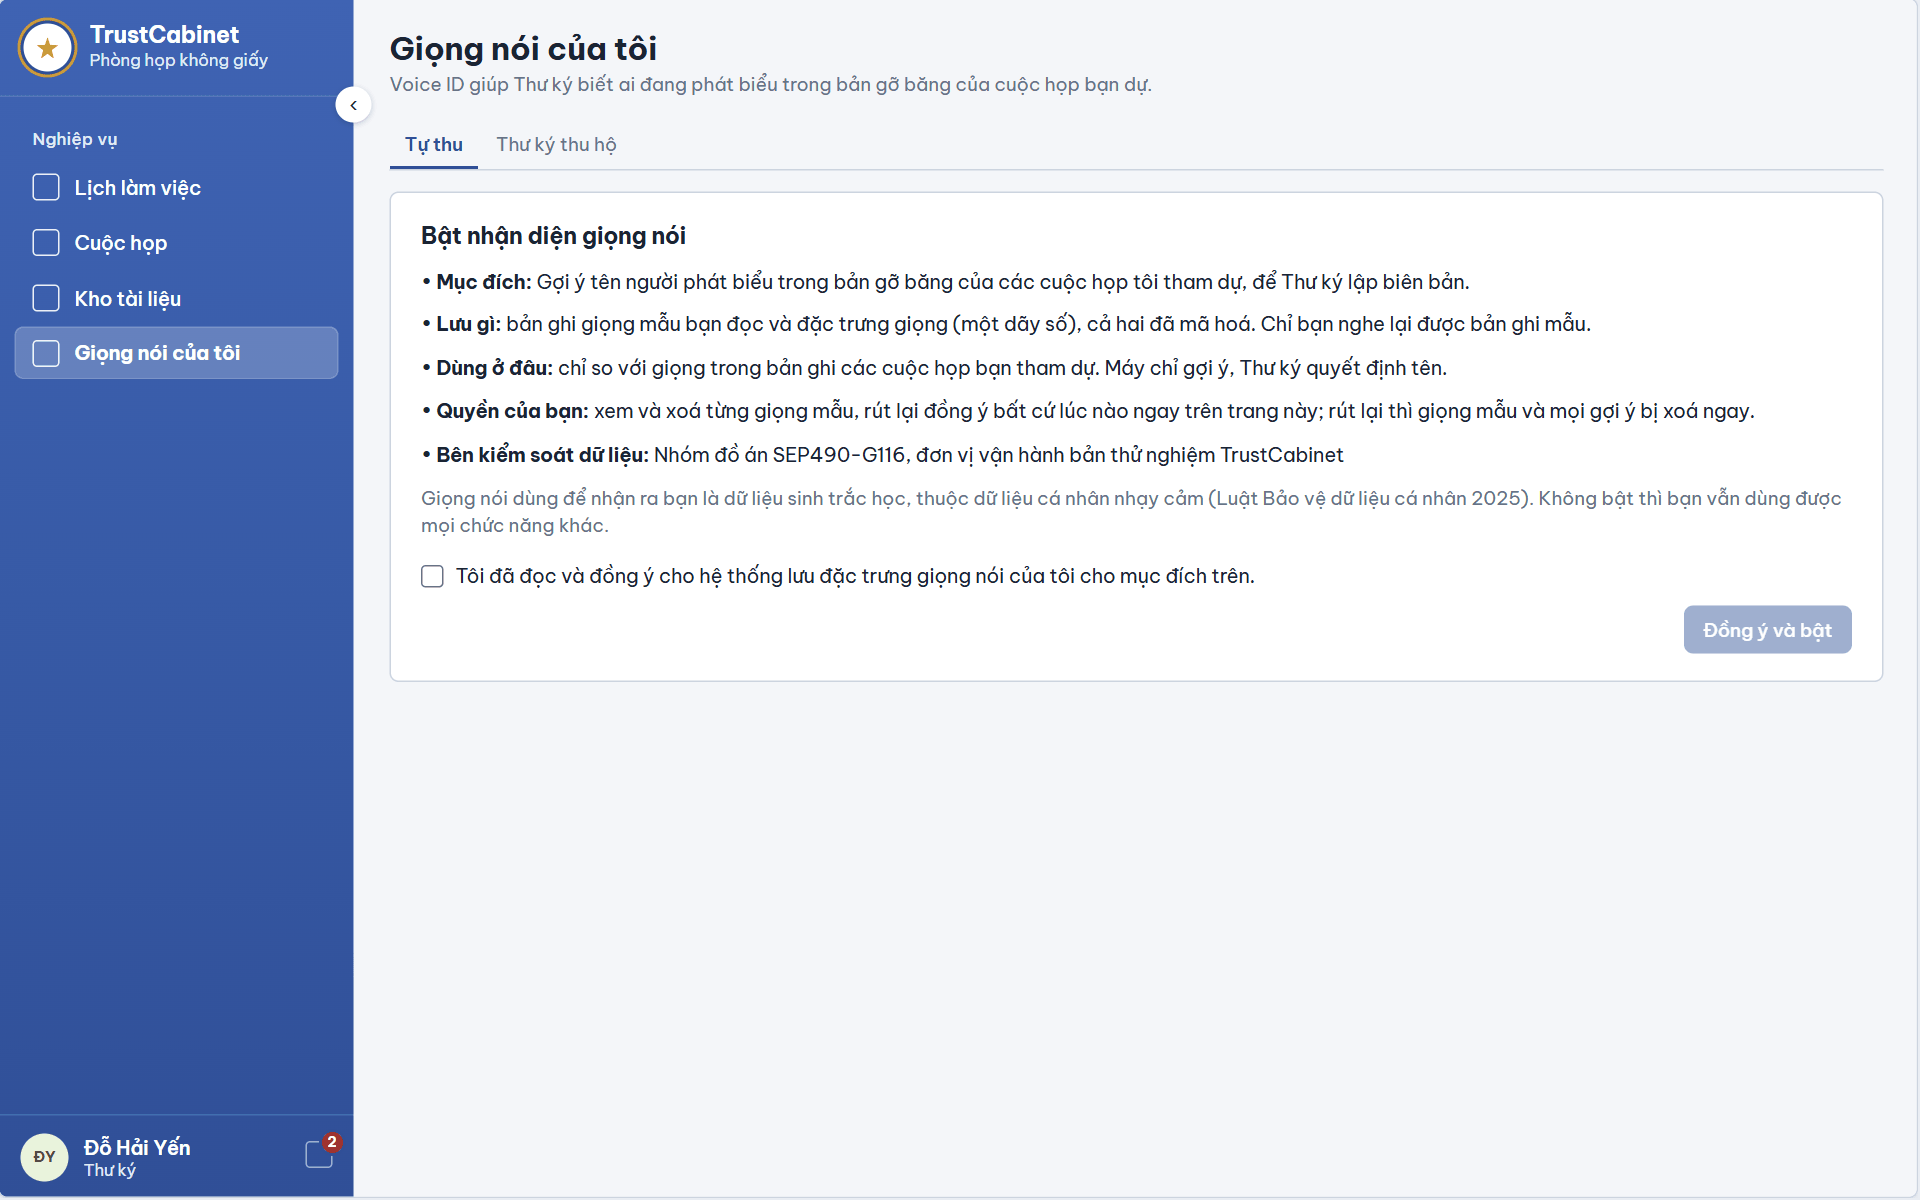 TrustCabinet
Phòng họp không giấy
Nghiệp vụ
Lịch làm việc
Cuộc họp
Kho tài liệu
Giọng nói của tôi
ĐY
Đỗ Hải Yến
Thư ký
2
Giọng nói của tôi
Voice ID giúp Thư ký biết ai đang phát biểu trong bản gỡ băng của cuộc họp bạn dự.
Tự thu
Thư ký thu hộ
Bật nhận diện giọng nói
• Mục đích: Gợi ý tên người phát biểu trong bản gỡ băng của các cuộc họp tôi tham dự, để Thư ký lập biên bản.
• Lưu gì: bản ghi giọng mẫu bạn đọc và đặc trưng giọng (một dãy số), cả hai đã mã hoá. Chỉ bạn nghe lại được bản ghi mẫu.
• Dùng ở đâu: chỉ so với giọng trong bản ghi các cuộc họp bạn tham dự. Máy chỉ gợi ý, Thư ký quyết định tên.
• Quyền của bạn: xem và xoá từng giọng mẫu, rút lại đồng ý bất cứ lúc nào ngay trên trang này; rút lại thì giọng mẫu và mọi gợi ý bị xoá ngay.
• Bên kiểm soát dữ liệu: Nhóm đồ án SEP490-G116, đơn vị vận hành bản thử nghiệm TrustCabinet
Giọng nói dùng để nhận ra bạn là dữ liệu sinh trắc học, thuộc dữ liệu cá nhân nhạy cảm (Luật Bảo vệ dữ liệu cá nhân 2025). Không bật thì bạn vẫn dùng được
mọi chức năng khác.
Tôi đã đọc và đồng ý cho hệ thống lưu đặc trưng giọng nói của tôi cho mục đích trên.
Đồng ý và bật